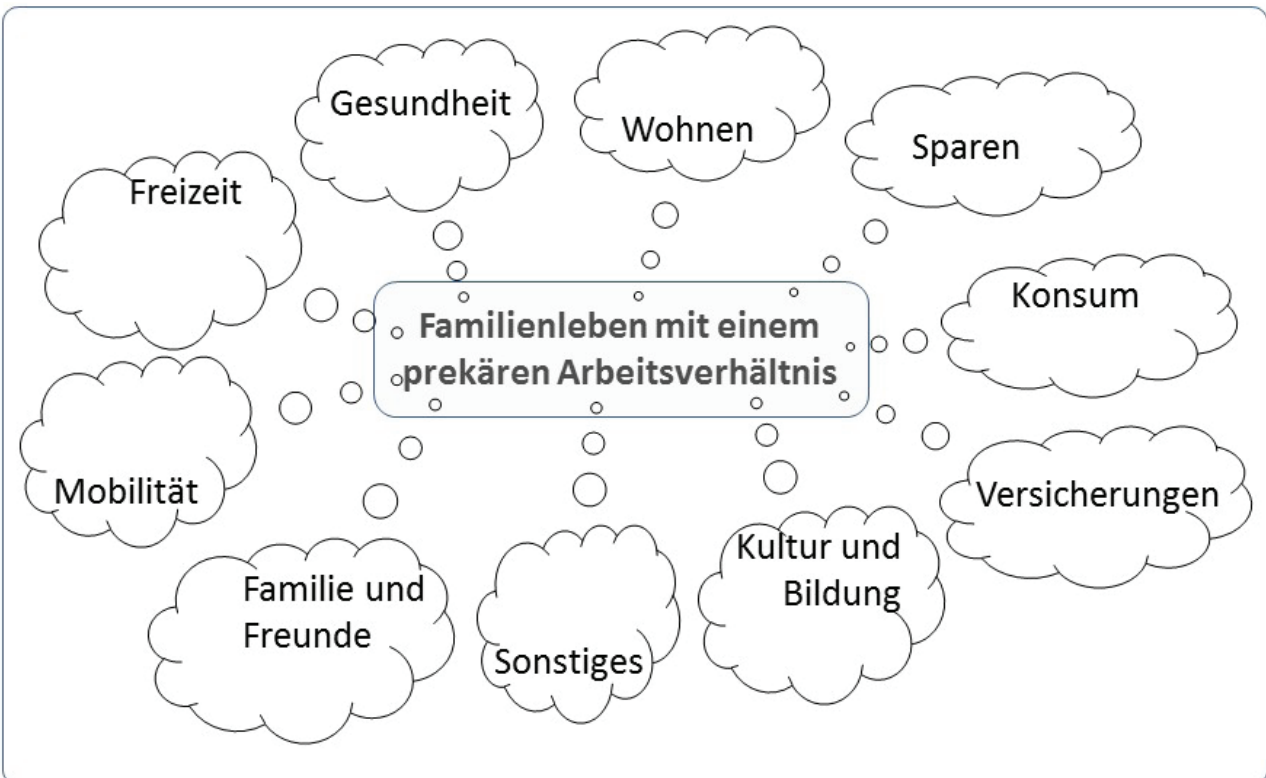 Gesundheit
Wohnen
Sparen
Freizeit
Konsum
Familienleben mit einem
prekären Arbeitsverhältnis
Mobilität
Versicherungen
Familie und
Freunde
Sonstiges
Kultur und
Bildung